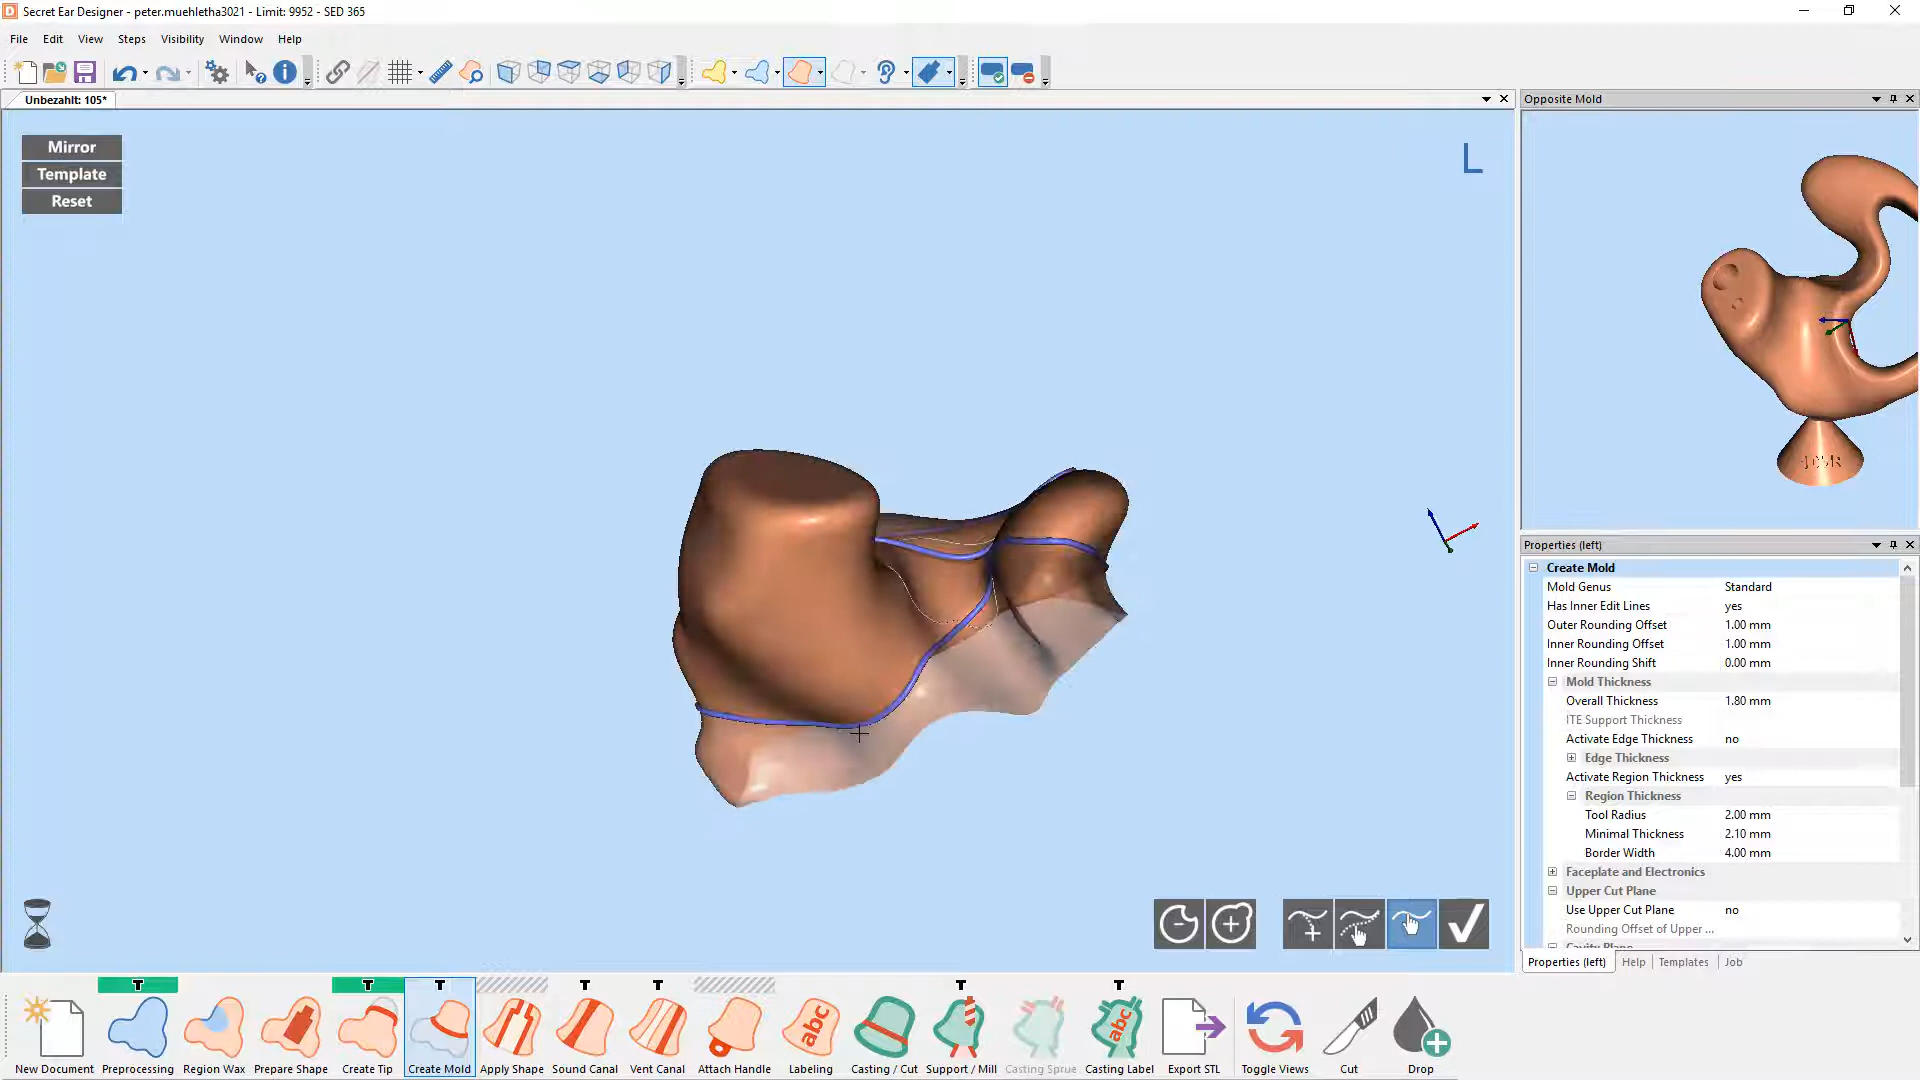 Secret Ear Designer - peter.muehletha3021 - Limit: 9952 - SED 365
File Edit View Steps Visibility Window Help
Unbezahlt: 105*
Opposite Mold
Mirror
Template
Reset
L
105R
Properties (left)
Create Mold
Mold Genus Standard
Has Inner Edit Lines yes
Outer Rounding Offset 1.00 mm
Inner Rounding Offset 1.00 mm
Inner Rounding Shift 0.00 mm
Mold Thickness
Overall Thickness 1.80 mm
ITE Support Thickness
Activate Edge Thickness no
Edge Thickness
Activate Region Thickness yes
Region Thickness
Tool Radius 2.00 mm
Minimal Thickness 2.10 mm
Border Width 4.00 mm
Faceplate and Electronics
Upper Cut Plane
Use Upper Cut Plane no
Rounding Offset of Upper ...
Cavity Plane
Properties (left) Help Templates Job
T T T T T T T
abc abc
New Document Preprocessing Region Wax Prepare Shape Create Tip Create Mold Apply Shape Sound Canal Vent Canal Attach Handle Labeling Casting / Cut Support / Mill Casting Sprue Casting Label Export STL Toggle Views Cut Drop